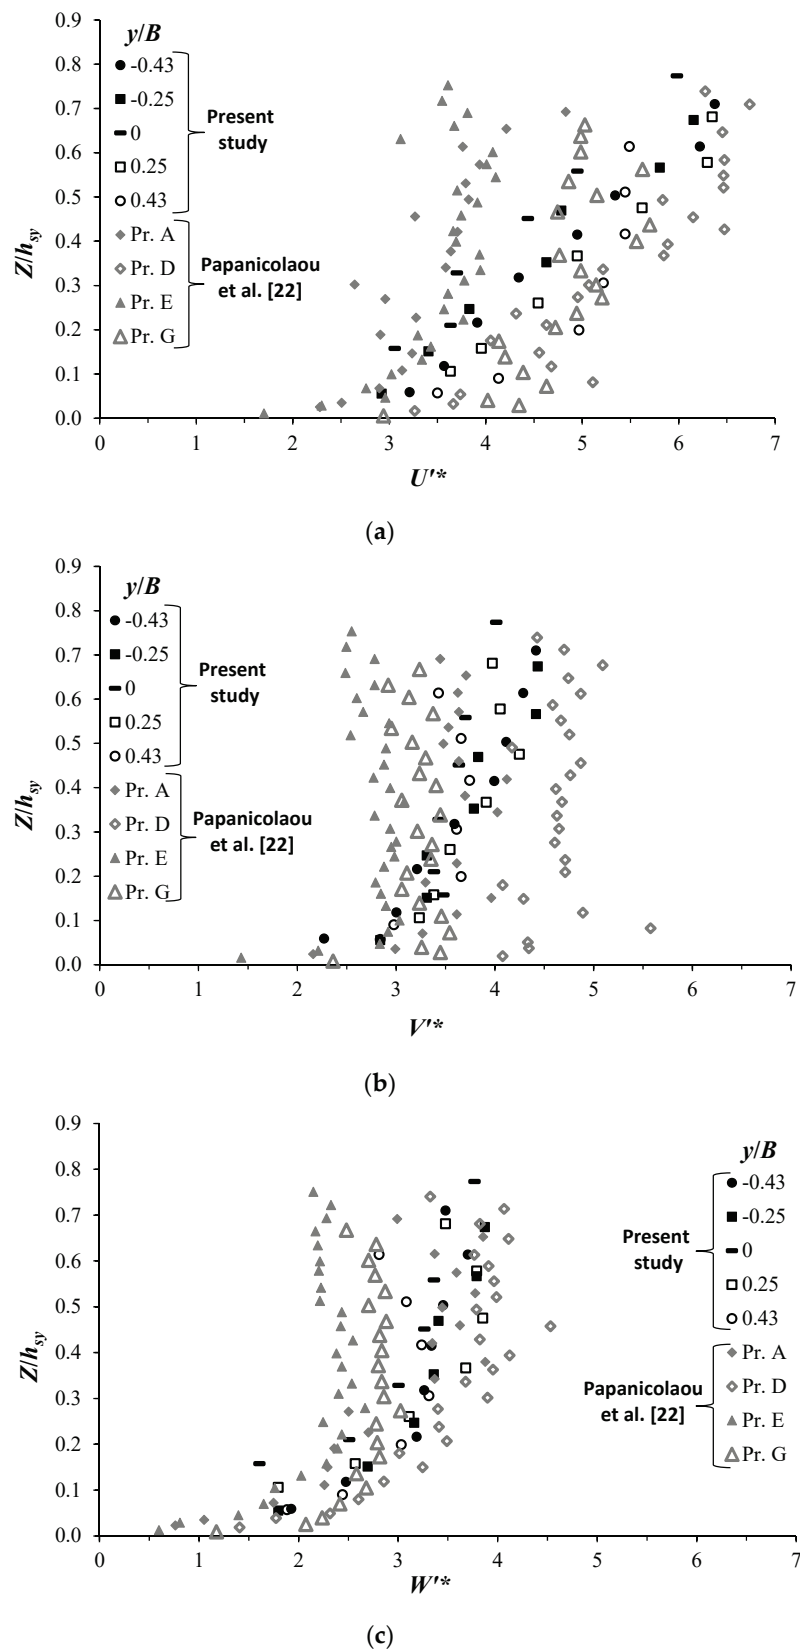 0.9
0.8
0.7
0.6
0.5
0.4
0.3
0.2
0.1
0.0
Z/hsy
y/B
-0.43
-0.25
0
0.25
0.43
Present
study
Pr. A
Pr. D
Pr. E
Pr. G
Papanicolaou
et al. [22]
0 1 2 3 4 5 6 7
U'*
(a)
0.9
0.8
0.7
0.6
0.5
0.4
0.3
0.2
0.1
0.0
Z/hsy
y/B
-0.43
-0.25
0
0.25
0.43
Present
study
Pr. A
Pr. D
Pr. E
Pr. G
Papanicolaou
et al. [22]
0 1 2 3 4 5 6 7
V'*
(b)
0.9
0.8
0.7
0.6
0.5
0.4
0.3
0.2
0.1
0.0
Z/hsy
y/B
-0.43
-0.25
0
0.25
0.43
Present
study
Pr. A
Pr. D
Pr. E
Pr. G
Papanicolaou
et al. [22]
0 1 2 3 4 5 6 7
W'*
(c)